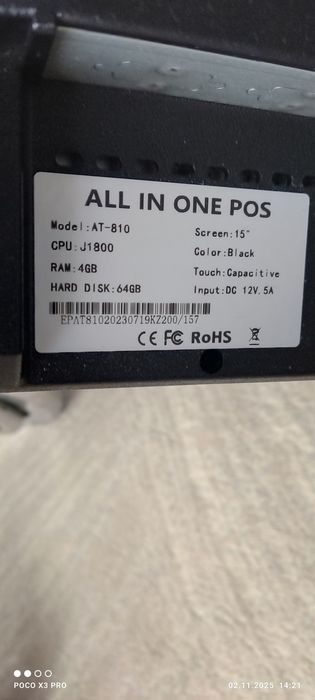 ALL IN ONE POS
Model:AT-810
Screen:15"
CPU:J1800
Color:Black
RAM:4GB
Touch:Capacitive
HARD DISK:64GB
Input:DC 12V.5A
EPAT81020230719KZ200/157
CE FC RoHS
POCO X3 PRO
02.11.2025 14:21